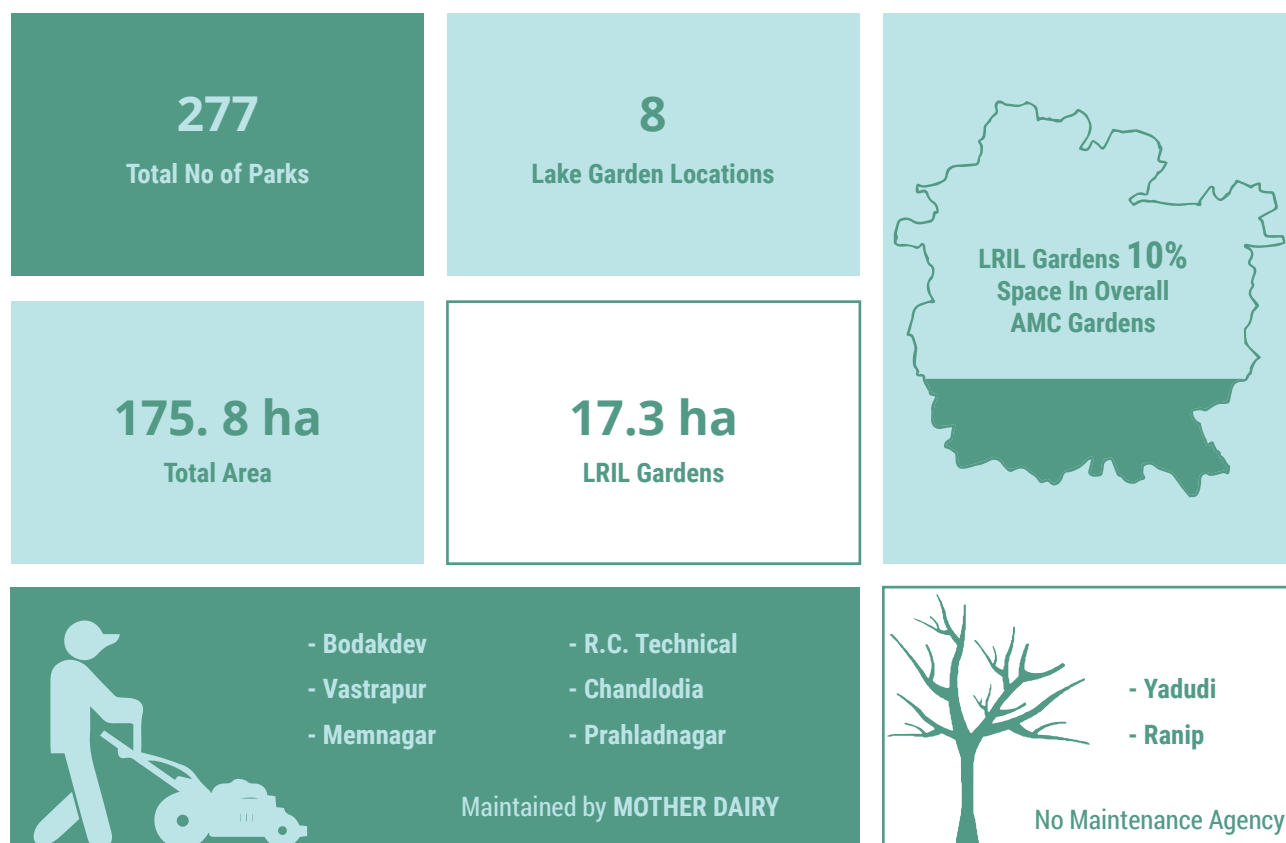 277
Total No of Parks
8
Lake Garden Locations
LRIL Gardens 10%
Space In Overall
AMC Gardens
175. 8 ha
Total Area
17.3 ha
LRIL Gardens
- Bodakdev
- Vastrapur
- Memnagar
- R.C. Technical
- Chandlodia
- Prahladnagar
Maintained by MOTHER DAIRY
- Yadudi
- Ranip
No Maintenance Agency